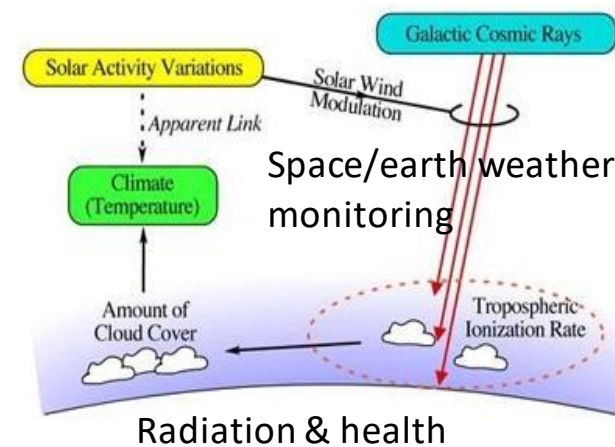 Galactic Cosmic Rays
Solar Activity Variations
Solar Wind
Modulation
Apparent Link
Space/earth weather
monitoring
Climate
(Temperature)
Amount of
Cloud Cover
Tropospheric
Ionization Rate
Radiation & health